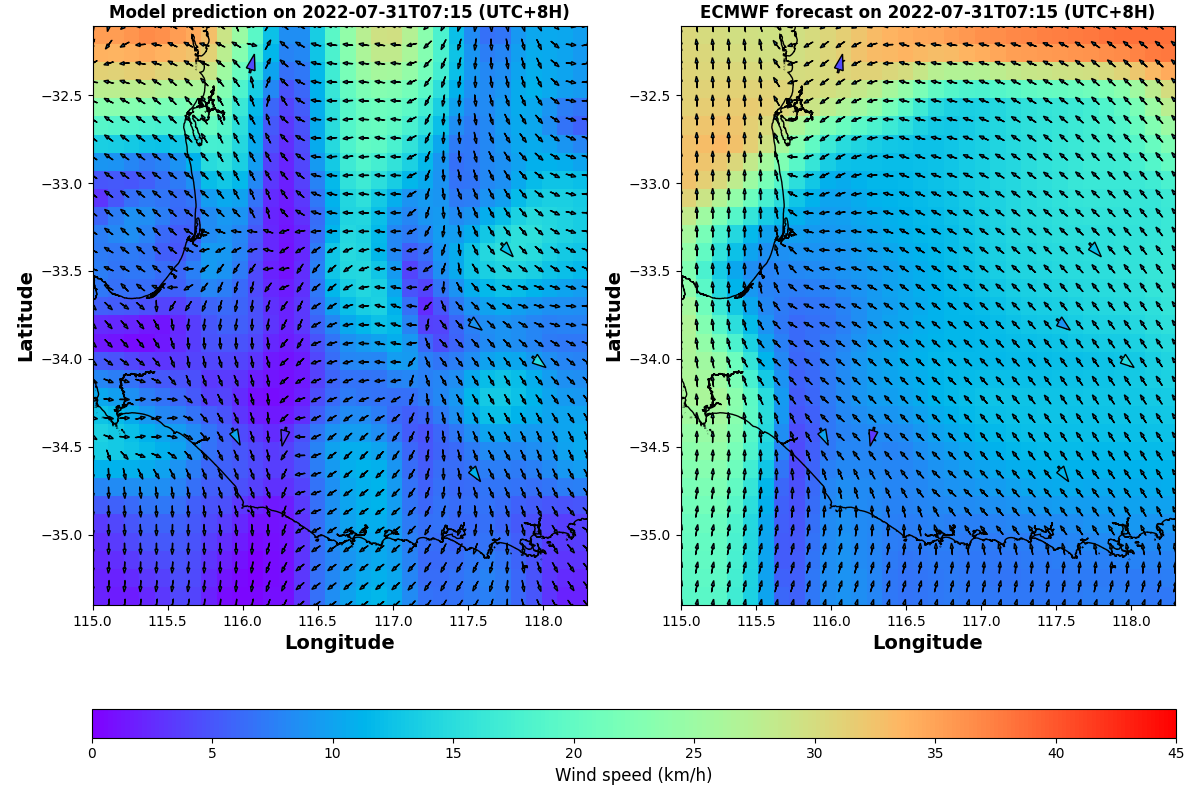 Model prediction on 2022-07-31T07:15 (UTC+8H)
ECMWF forecast on 2022-07-31T07:15 (UTC+8H)
Latitude
−32.5
−33.0
−33.5
−34.0
−34.5
−35.0
115.0 115.5 116.0 116.5 117.0 117.5 118.0
Longitude
Latitude
−32.5
−33.0
−33.5
−34.0
−34.5
−35.0
115.0 115.5 116.0 116.5 117.0 117.5 118.0
Longitude
0 5 10 15 20 25 30 35 40 45
Wind speed (km/h)